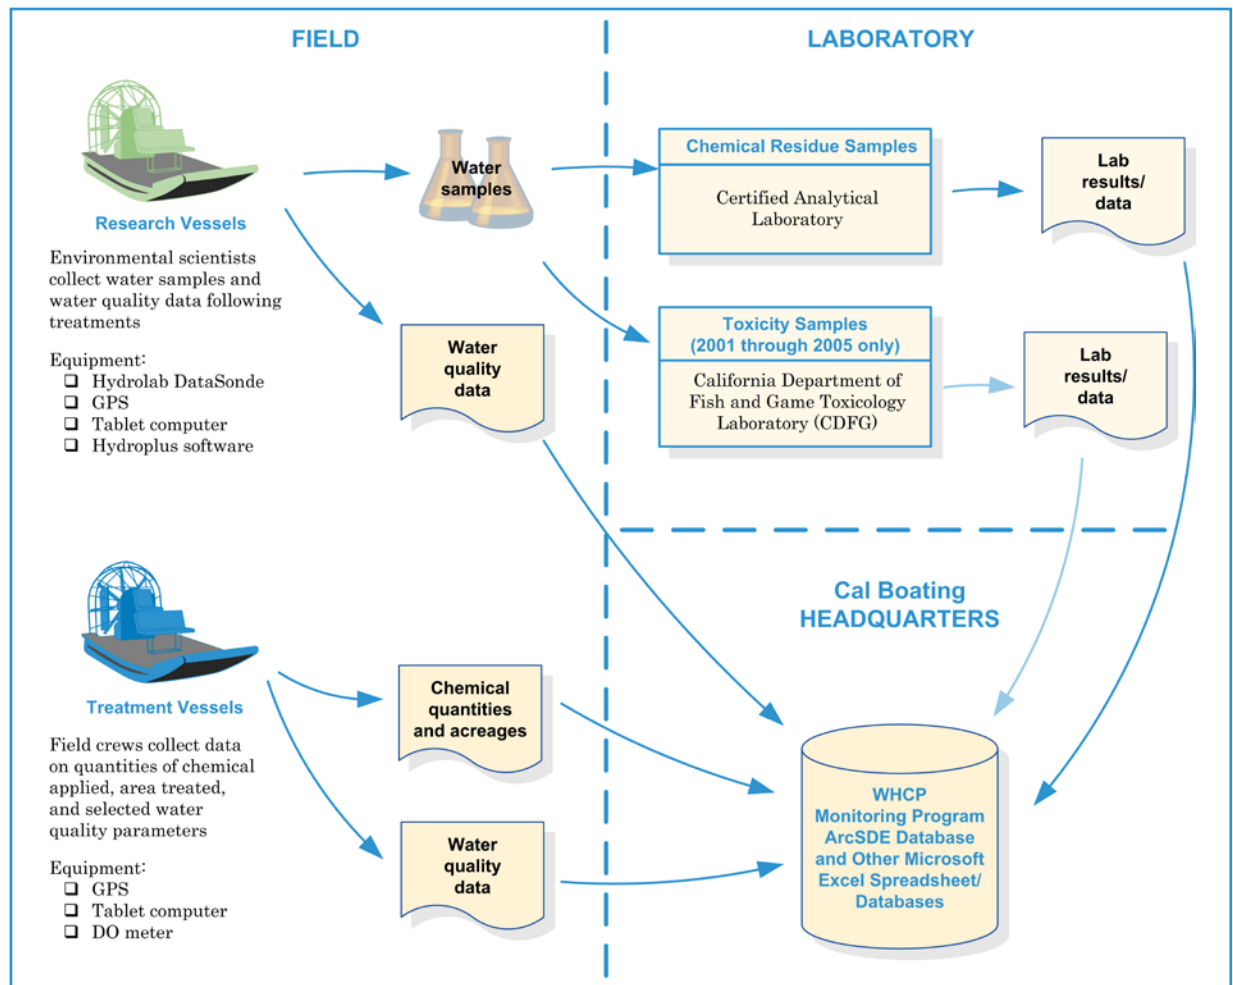 FIELD
LABORATORY
Research Vessels
Environmental scientists
collect water samples and
water quality data following
treatments
Equipment:
❑ Hydrolab DataSonde
❑ GPS
❑ Tablet computer
❑ Hydroplus software
Water
samples
Water
quality
data
Chemical Residue Samples
Certified Analytical
Laboratory
Lab
results/
data
Toxicity Samples
(2001 through 2005 only)
California Department of
Fish and Game Toxicology
Laboratory (CDFG)
Lab
results/
data
Treatment Vessels
Field crews collect data
on quantities of chemical
applied, area treated,
and selected water
quality parameters
Equipment:
❑ GPS
❑ Tablet computer
❑ DO meter
Chemical
quantities
and acreages
Water
quality
data
Cal Boating
HEADQUARTERS
WHCP
Monitoring Program
ArcSDE Database
and Other Microsoft
Excel Spreadsheet/
Databases